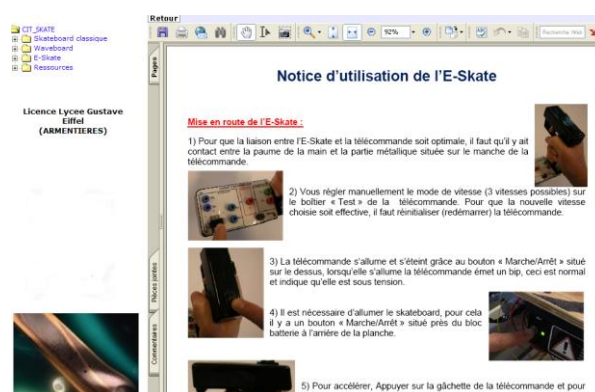 Retour
CIT_SKATE
Skateboard classique
Waveboard
E-Skate
Ressources
Licence Lycee Gustave
Eiffel
(ARMENTIERES)
92%
Recherche Web
Pages
Pièces jointes
Commentaires
Notice d'utilisation de l'E-Skate
Mise en route de l'E-Skate :
1) Pour que la liaison entre l'E-Skate et la télécommande soit optimale, il faut qu'il y ait
contact entre la paume de la main et la partie métallique située sur le manche de la
télécommande.
2) Vous régler manuellement le mode de vitesse (3 vitesses possibles) sur
le boîtier « Test » de la télécommande. Pour que la nouvelle vitesse
choisie soit effective, il faut réinitialiser (redémarrer) la télécommande.
3) La télécommande s'allume et s'éteint grâce au bouton « Marche/Arrêt » situé
sur le dessus, lorsqu'elle s'allume la télécommande émet un bip, ceci est normal
et indique qu'elle est sous tension.
4) Il est nécessaire d'allumer le skateboard, pour cela
il y a un bouton « Marche/Arrêt » situé près du bloc
batterie à l'arrière de la planche.
5) Pour accélérer, Appuyer sur la gâchette de la télécommande et pour